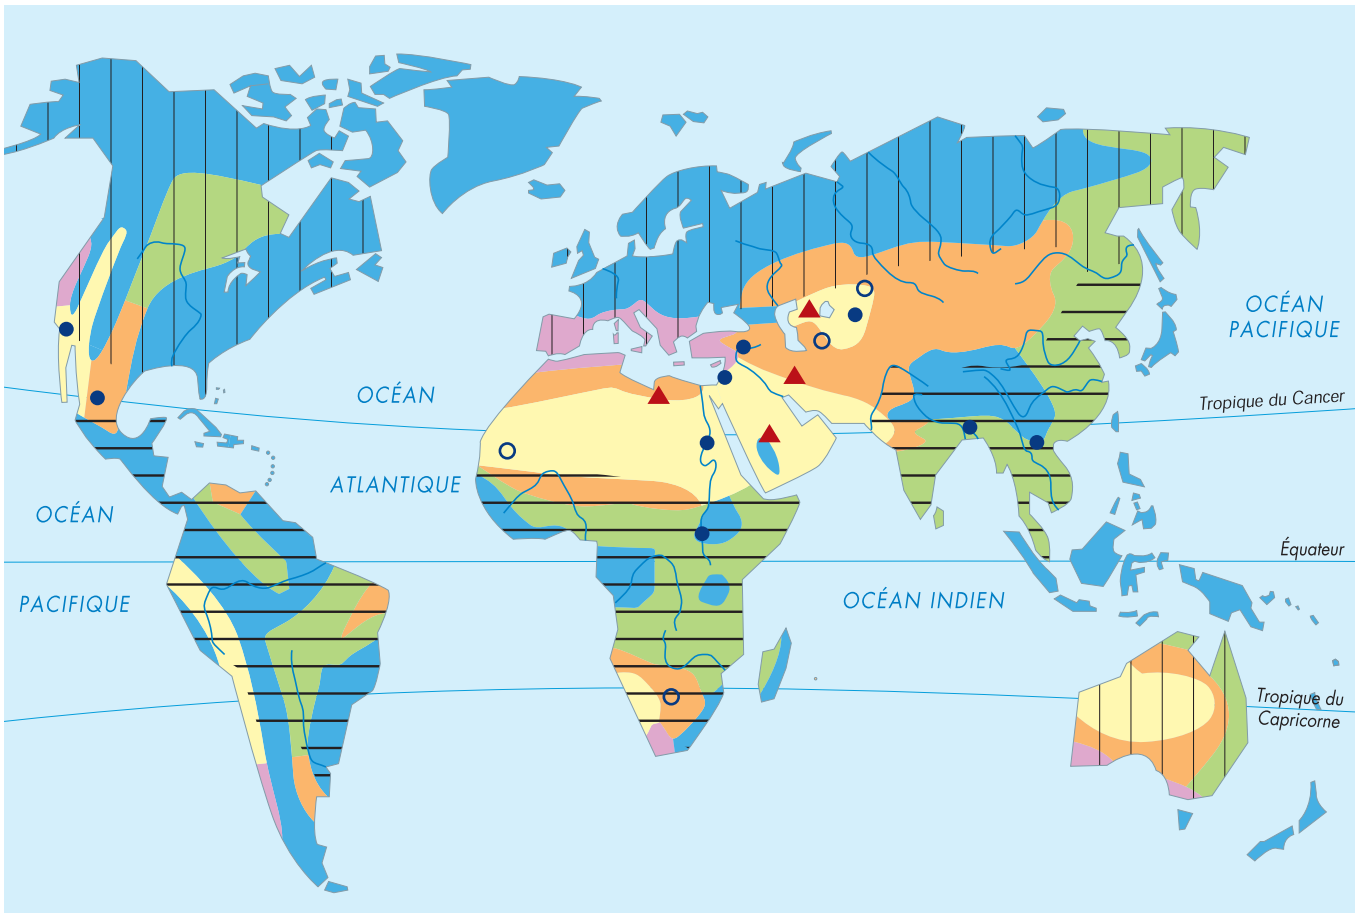 OCÉAN
PACIFIQUE
Tropique du Cancer
OCÉAN
ATLANTIQUE
OCÉAN
PACIFIQUE
Équateur
OCÉAN INDIEN
Tropique du
Capricorne